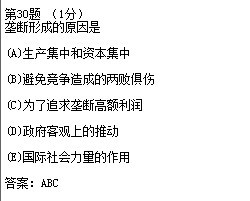 第30题 （1分）
垄断形成的原因是
(A)生产集中和资本集中
(B)避免竞争造成的两败俱伤
(C)为了追求垄断高额利润
(D)政府客观上的推动
(E)国际社会力量的作用
答案：ABC